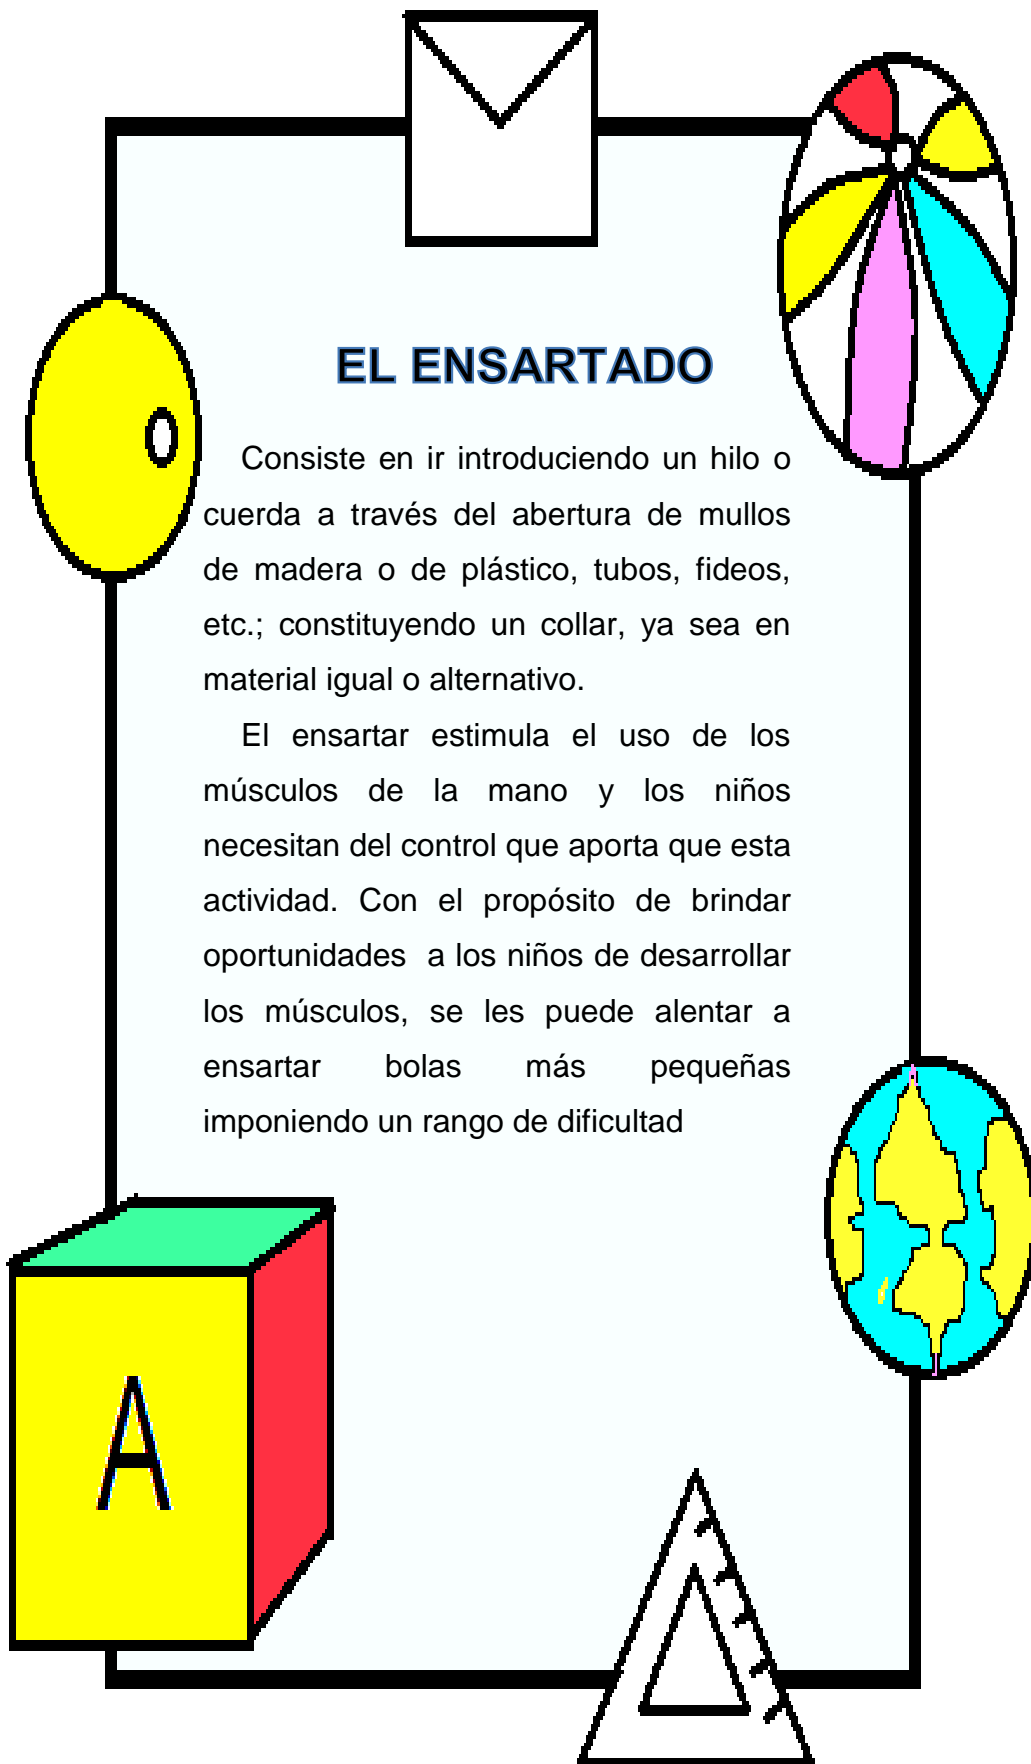 EL ENSARTADO
Consiste en ir introduciendo un hilo o
cuerda a través del abertura de mullos
de madera o de plástico, tubos, fideos,
etc.; constituyendo un collar, ya sea en
material igual o alternativo.
El ensartar estimula el uso de los
músculos de la mano y los niños
necesitan del control que aporta que esta
actividad. Con el propósito de brindar
oportunidades a los niños de desarrollar
los músculos, se les puede alentar a
ensartar bolas más pequeñas
imponiendo un rango de dificultad
A